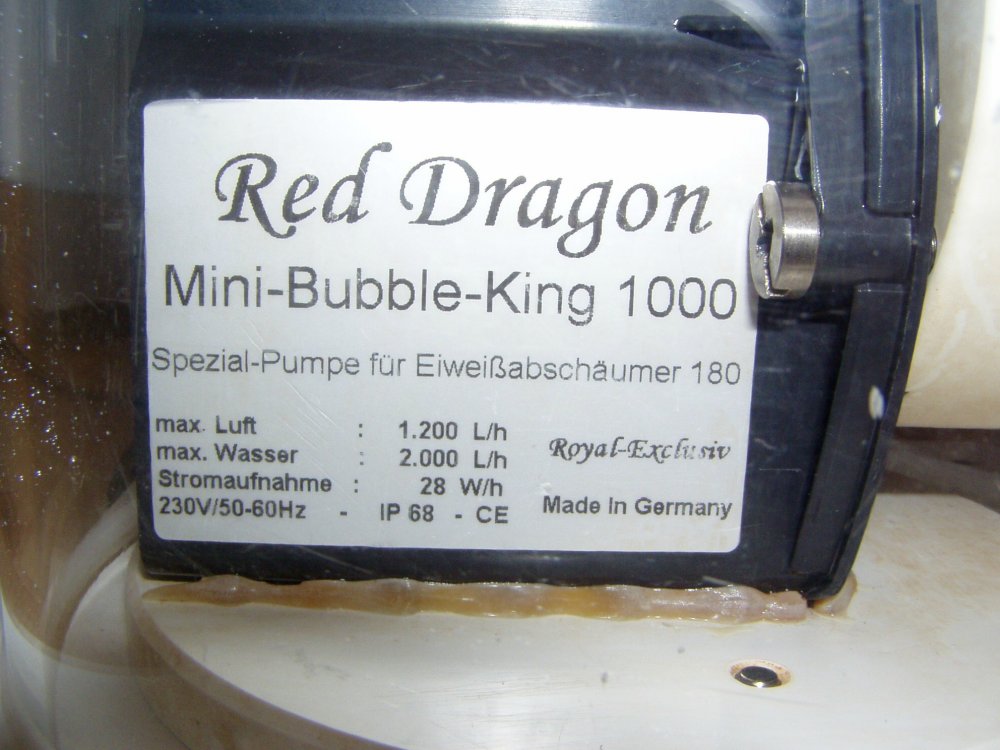 Red Dragon
Mini-Bubble-King 1000
Spezial-Pumpe für Eiweißabschäumer 180
max. Luft : 1.200 L/h
max. Wasser : 2.000 L/h
Stromaufnahme : 28 W/h
230V/50-60Hz - IP 68 - CE
Royal-Exclusiv
Made in Germany